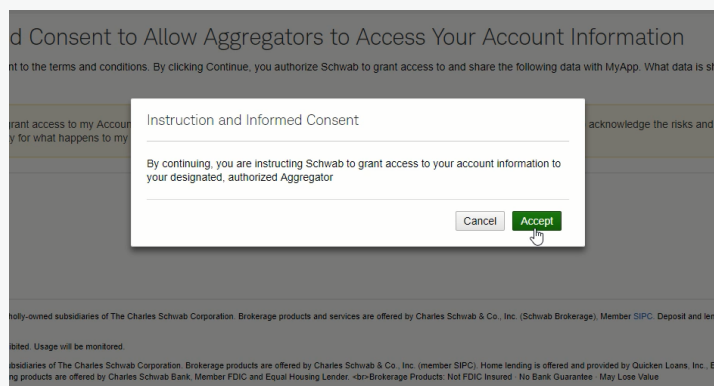 d Consent to Allow Aggregators to Access Your Account Information
nt to the terms and conditions. By clicking Continue, you authorize Schwab to grant access to and share the following data with MyApp. What data is sh
grant access to my Accoun
acknowledge the risks and
y for what happens to my
Instruction and Informed Consent
By continuing, you are instructing Schwab to grant access to your account information to
your designated, authorized Aggregator
Cancel Accept
holly-owned subsidiaries of The Charles Schwab Corporation. Brokerage products and services are offered by Charles Schwab & Co., Inc. (Schwab Brokerage), Member SIPC. Deposit and len
ibited. Usage will be monitored.
ubsidiaries of The Charles Schwab Corporation. Brokerage products are offered by Charles Schwab & Co., Inc. (member SIPC). Home lending is offered and provided by Quicken Loans, Inc., E
ng products are offered by Charles Schwab Bank, Member FDIC and Equal Housing Lender. <br>Brokerage Products: Not FDIC Insured · No Bank Guarantee · May Lose Value